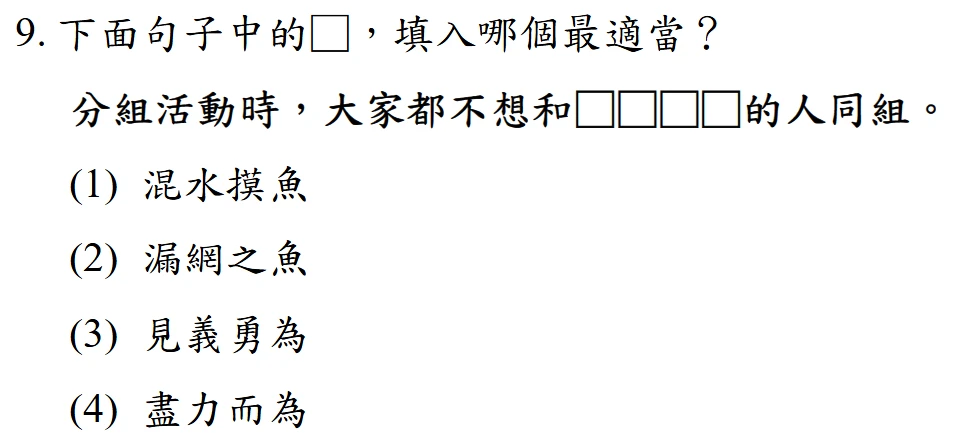 9. 下面句子中的□，填入哪個最適當？
分組活動時，大家都不想和□□□□的人同組。
(1) 混水摸魚
(2) 漏網之魚
(3) 見義勇為
(4) 盡力而為